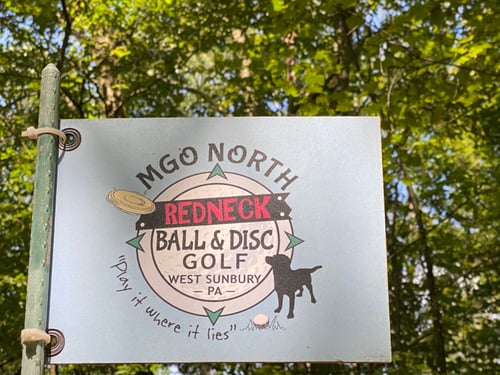 MGO NORTH
REDNECK
BALL & DISC
GOLF
WEST SUNBURY
— PA —
"Play it where it lies"